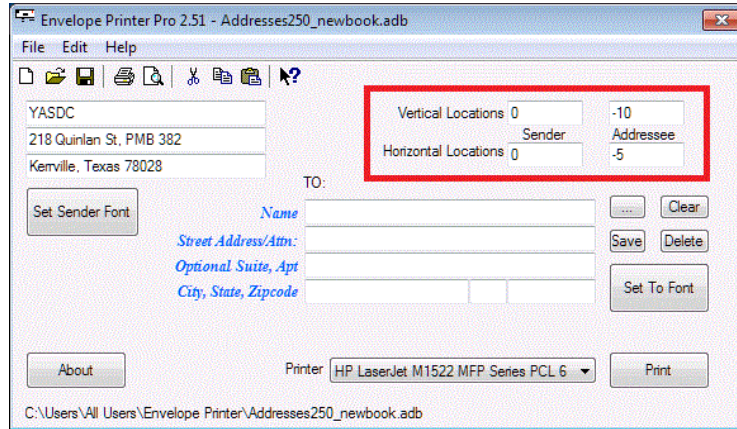 Envelope Printer Pro 2.51 - Addresses250_newbook.adb
File Edit Help
YASDC
218 Quinlan St, PMB 382
Kerrville, Texas 78028
Vertical Locations 0 -10
Sender Addressee
Horizontal Locations 0 -5
TO:
Set Sender Font
Name
... Clear
Street Address/Attn:
Save Delete
Optional Suite, Apt
City, State, Zipcode
Set To Font
About
Printer HP LaserJet M1522 MFP Series PCL 6
Print
C:\Users\All Users\Envelope Printer\Addresses250_newbook.adb